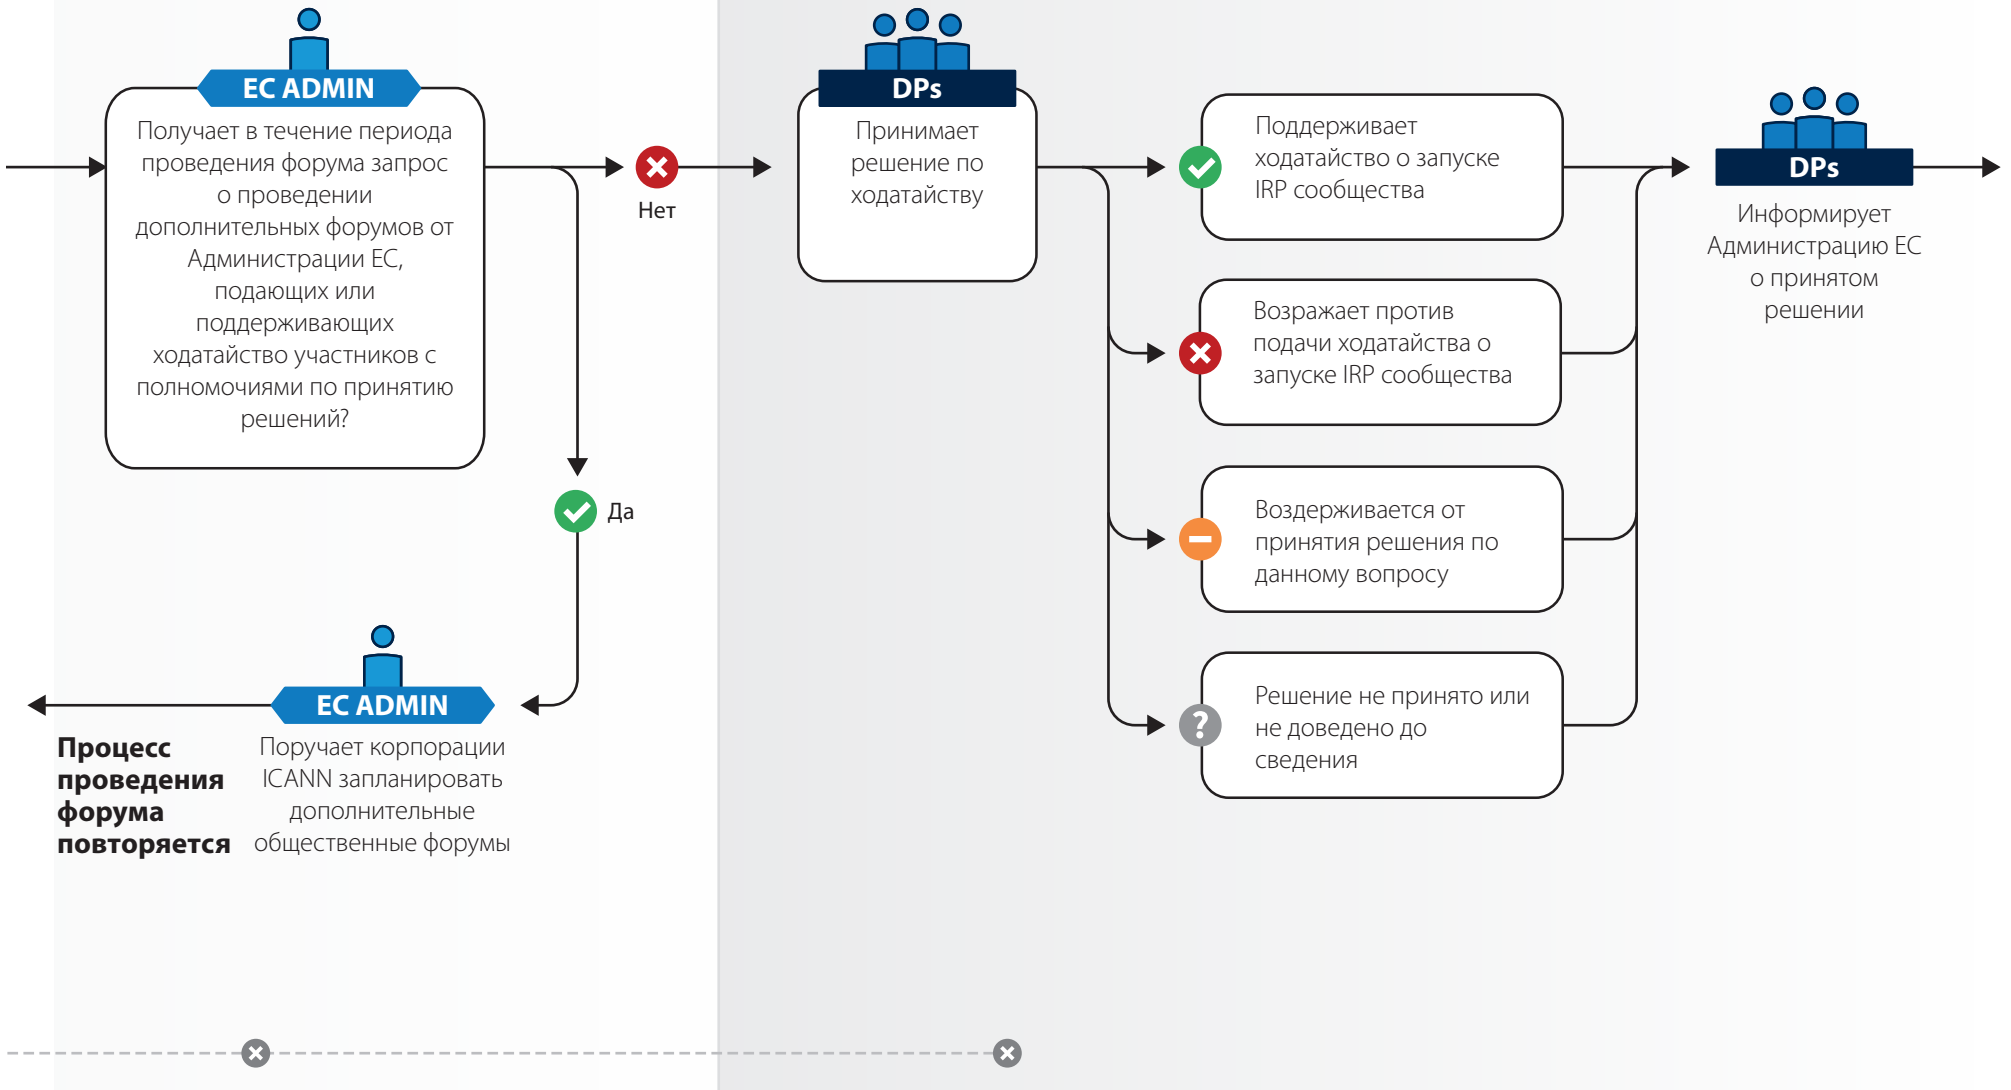 EC ADMIN
Получает в течение периода
проведения форума запрос
о проведении
дополнительных форумов от
Администрации ЕС,
подающих или
поддерживающих
ходатайство участников с
полномочиями по принятию
решений?
Нет
Да
EC ADMIN
Поручает корпорации
ICANN запланировать
дополнительные
общественные форумы
Процесс
проведения
форума
повторяется
DPs
Принимает
решение по
ходатайству
Поддерживает
ходатайство о запуске
IRP сообщества
Возражает против
подачи ходатайства о
запуске IRP сообщества
Воздерживается от
принятия решения по
данному вопросу
Решение не принято или
не доведено до
сведения
DPs
Информирует
Администрацию ЕС
о принятом
решении